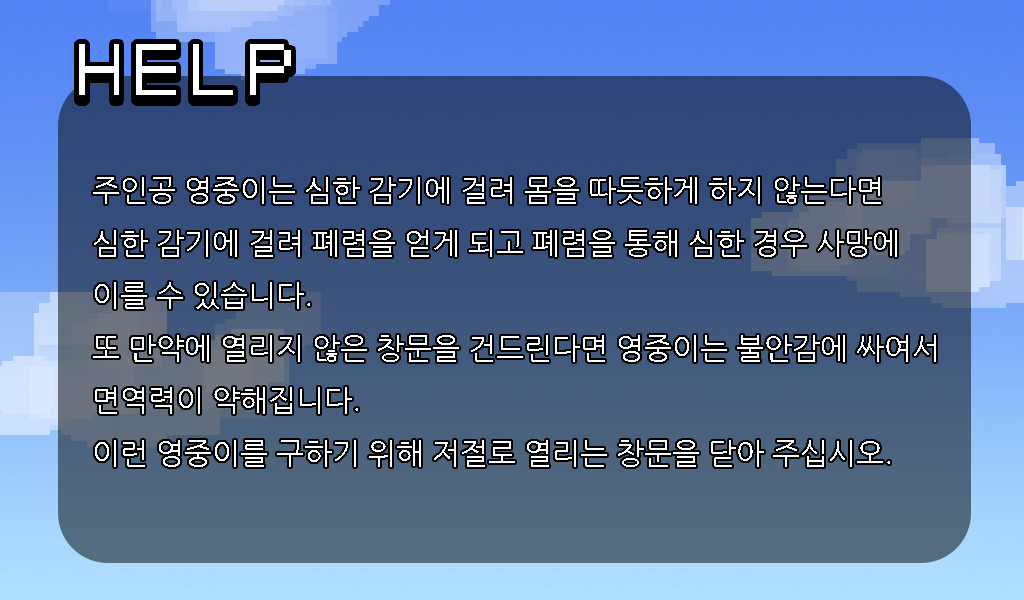 HELP
주인공 영중이는 심한 감기에 걸려 몸을 따듯하게 하지 않는다면
심한 감기에 걸려 폐렴을 얻게 되고 폐렴을 통해 심한 경우 사망에
이를 수 있습니다.
또 만약에 열리지 않은 창문을 건드린다면 영중이는 불안감에 싸여서
면역력이 약해집니다.
이런 영중이를 구하기 위해 저절로 열리는 창문을 닫아 주십시오.